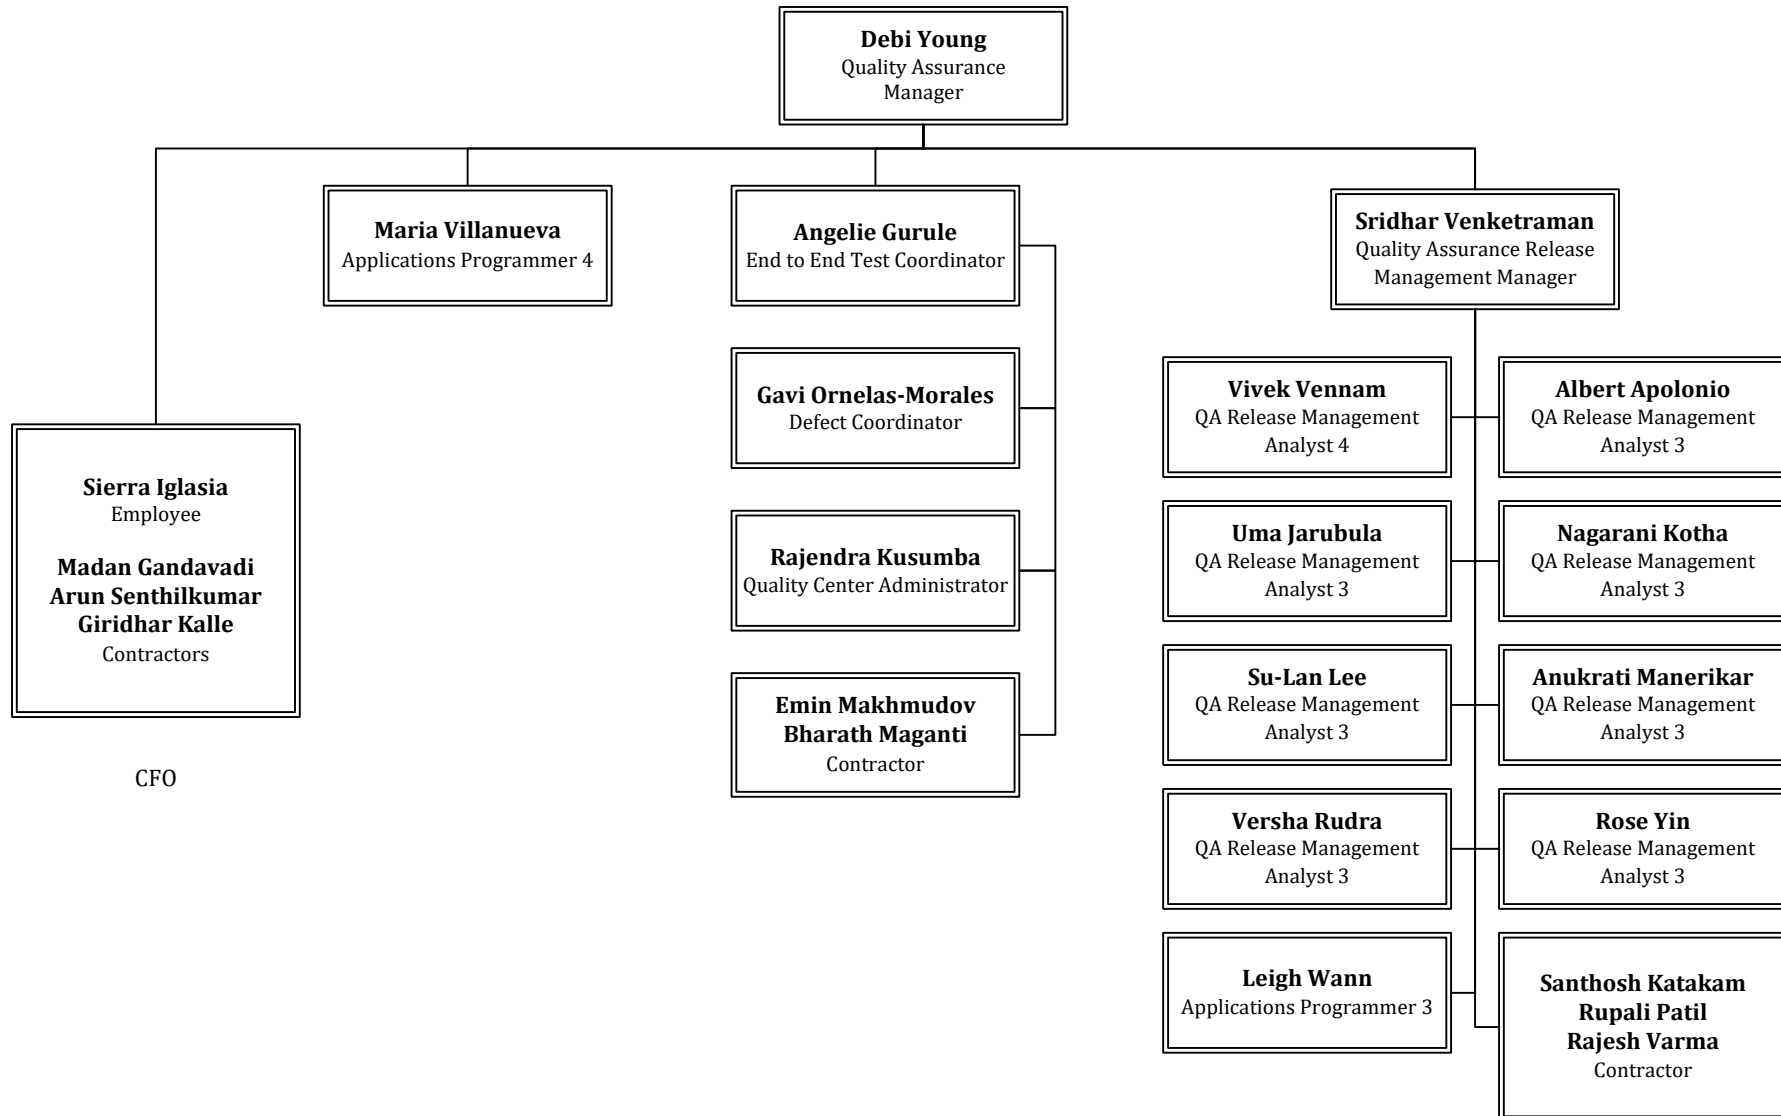 Debi Young
Quality Assurance
Manager
Maria Villanueva
Applications Programmer 4
Angelie Gurule
End to End Test Coordinator
Sridhar Venketraman
Quality Assurance Release
Management Manager
Sierra Iglasia
Employee
Madan Gandavadi
Arun Senthilkumar
Giridhar Kalle
Contractors
CFO
Gavi Ornelas-Morales
Defect Coordinator
Rajendra Kusumba
Quality Center Administrator
Emin Makhmudov
Bharath Maganti
Contractor
Vivek Vennam
QA Release Management
Analyst 4
Albert Apolonio
QA Release Management
Analyst 3
Uma Jarubula
QA Release Management
Analyst 3
Nagarani Kotha
QA Release Management
Analyst 3
Su-Lan Lee
QA Release Management
Analyst 3
Anukrati Manerikar
QA Release Management
Analyst 3
Versha Rudra
QA Release Management
Analyst 3
Rose Yin
QA Release Management
Analyst 3
Leigh Wann
Applications Programmer 3
Santhosh Katakam
Rupali Patil
Rajesh Varma
Contractor